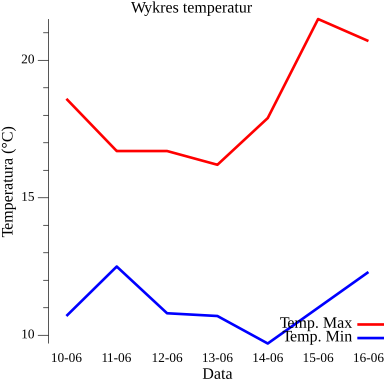 Wykres temperatur
20
15
10
Temperatura (°C)
Temp. Max
Temp. Min
10-06 11-06 12-06 13-06 14-06 15-06 16-06
Data